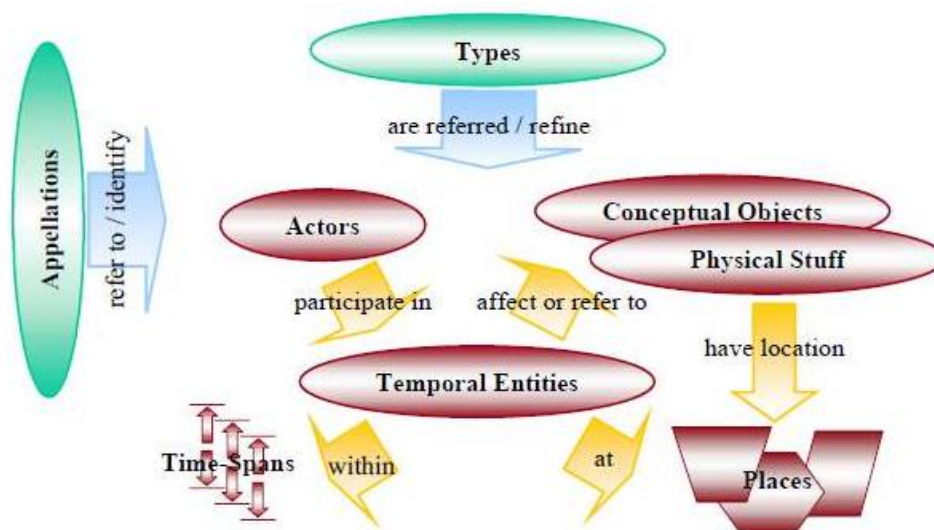 Types
are referred / refine
Appellations
refer to / identify
Actors
Conceptual Objects
Physical Stuff
participate in
affect or refer to
have location
Temporal Entities
Time-Spans
within
at
Places